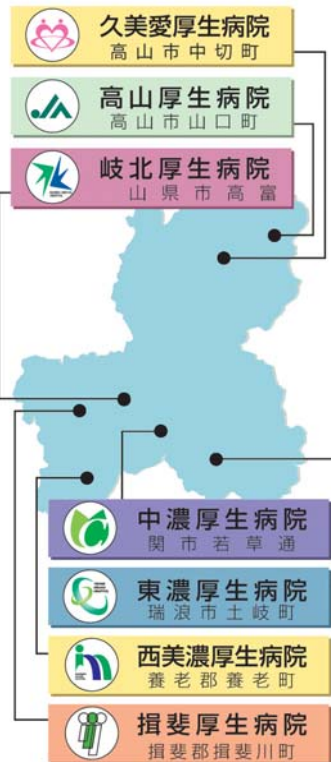 久美愛厚生病院
高山市中切町
JA
高山厚生病院
高山市山口町
岐北厚生病院
山県市高富
中濃厚生病院
関市若草通
東濃厚生病院
瑞浪市土岐町
西美濃厚生病院
養老郡養老町
揖斐厚生病院
揖斐郡揖斐川町